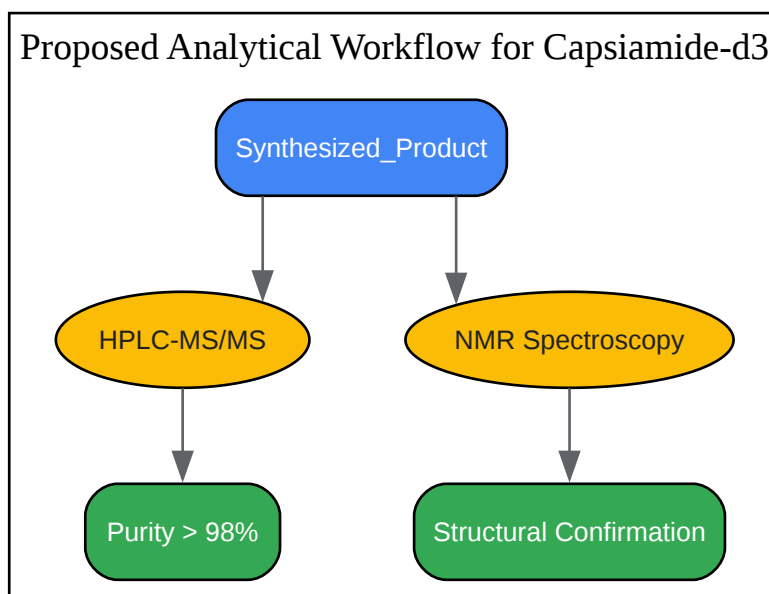 Proposed Analytical Workflow for Capsiamide-d3
Synthesized_Product
HPLC-MS/MS
NMR Spectroscopy
Purity > 98%
Structural Confirmation